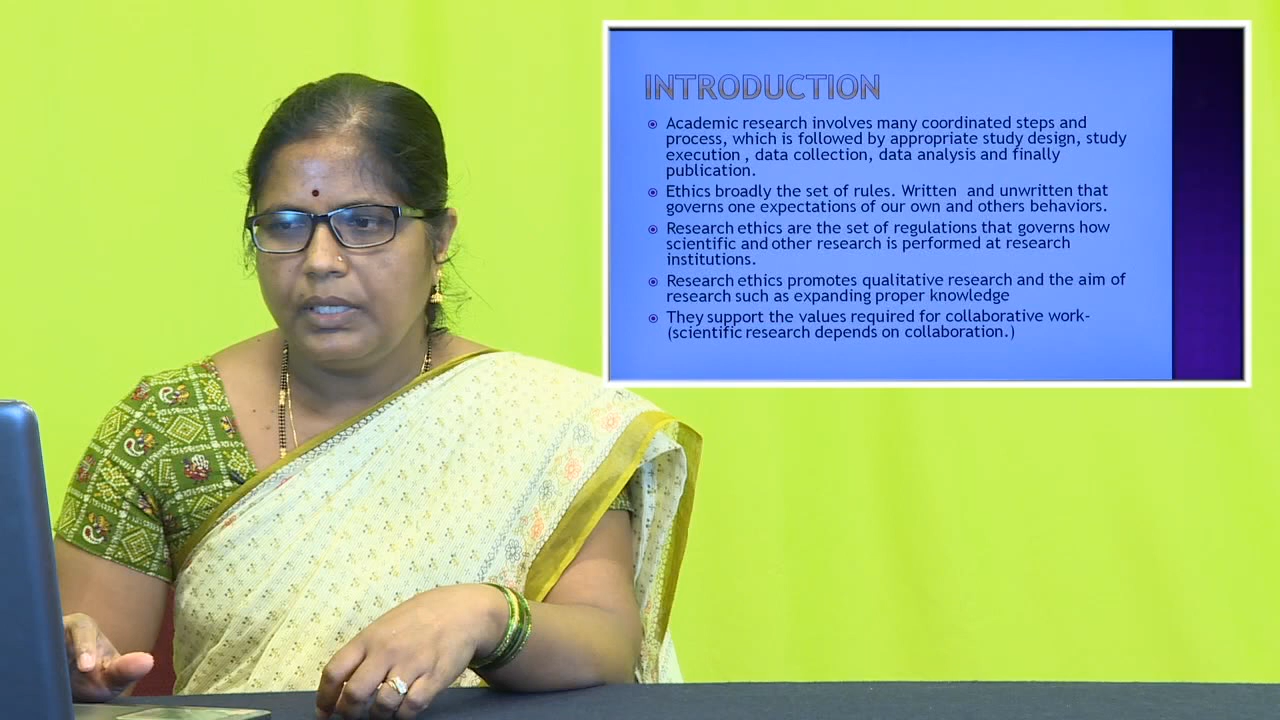 INTRODUCTION
Academic research involves many coordinated steps and
process, which is followed by appropriate study design, study
execution , data collection, data analysis and finally
publication.
Ethics broadly the set of rules. Written and unwritten that
governs one expectations of our own and others behaviors.
Research ethics are the set of regulations that governs how
scientific and other research is performed at research
institutions.
Research ethics promotes qualitative research and the aim of
research such as expanding proper knowledge
They support the values required for collaborative work-
(scientific research depends on collaboration.)